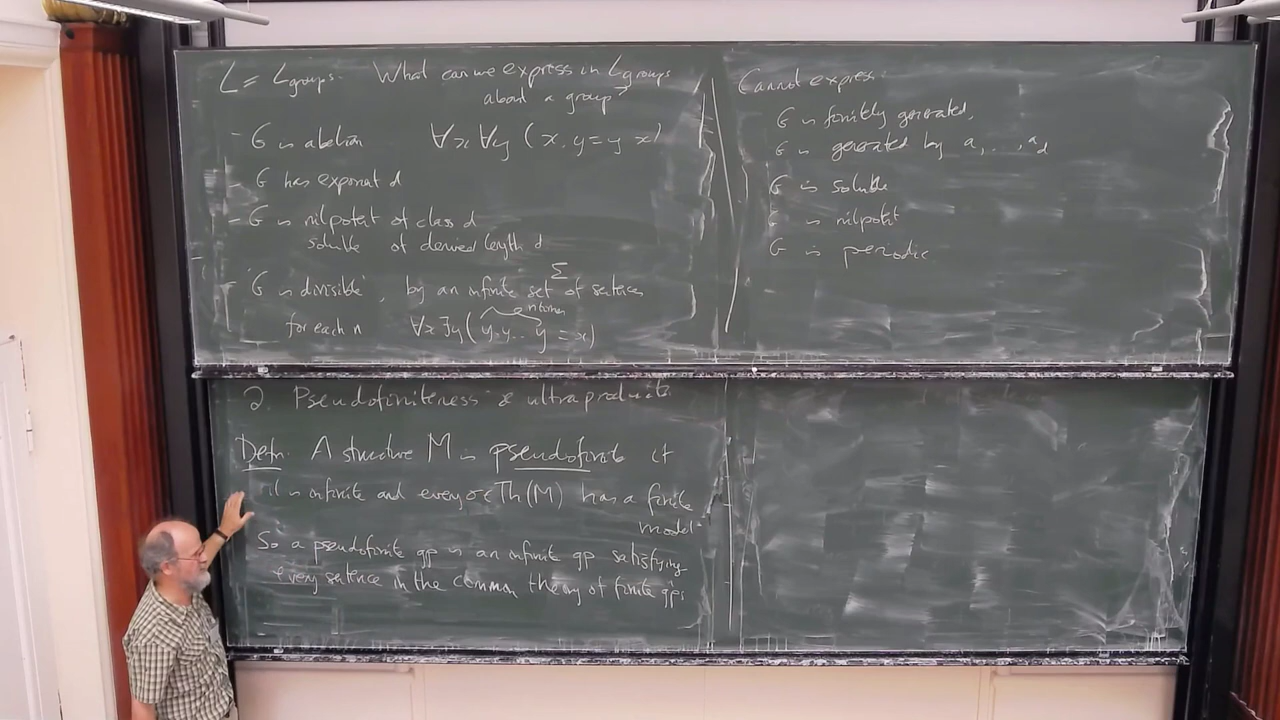 L = L groups. What can we express in L groups
about a group?
- G is abelian ∀x ∀y (x.y = y.x)
- G has exponent d
- G is nilpotent of class d
soluble of derived length d
- 'G is divisible', by an infinite set Σ of sentences
for each n ∀x ∃y (y.y... y = x)
n times
Cannot express:
G is finitely generated,
G is generated by a₁, ..., a_d
G is soluble
G is nilpotent
G is periodic
2. Pseudofiniteness & ultraproducts
Defn. A structure M is pseudofinite if
it is infinite and every σ∈Th(M) has a finite
model.
So a pseudofinite gp is an infinite gp satisfying
every sentence in the common theory of finite gps